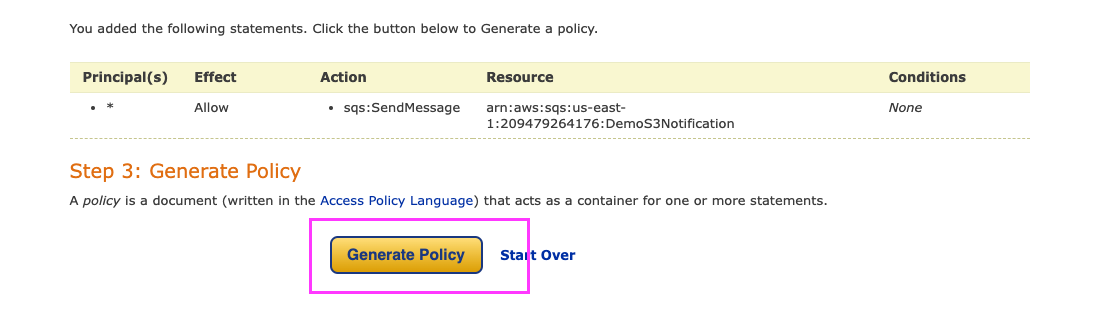 You added the following statements. Click the button below to Generate a policy.
Principal(s) Effect Action Resource Conditions
• * Allow • sqs:SendMessage arn:aws:sqs:us-east- None
1:209479264176:DemoS3Notification
Step 3: Generate Policy
A policy is a document (written in the Access Policy Language) that acts as a container for one or more statements.
Generate Policy Start Over